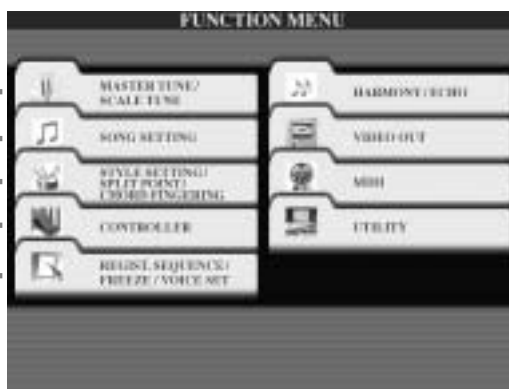 FUNCTION MENU
MASTER TUNE/
SCALE TUNE
SONG SETTING
STYLE SETTING/
SPLIT POINT/
CHORD FINGERING
CONTROLLER
REGIST. SEQUENCE/
FREEZE / VOICE SET
HARMONY / ECHO
VIDEO OUT
MIDI
UTILITY